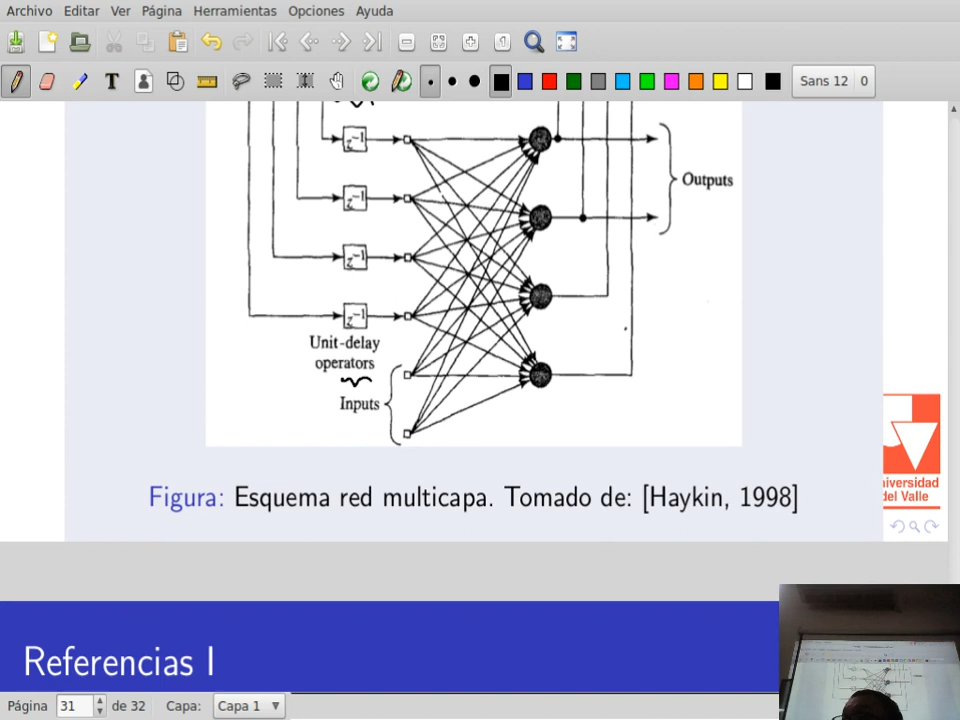 Archivo Editar Ver Página Herramientas Opciones Ayuda
Sans 12 0
z⁻¹
z⁻¹
z⁻¹
z⁻¹
Outputs
Unit-delay
operators
Inputs
Figura: Esquema red multicapa. Tomado de: [Haykin, 1998]
niversidad
del Valle
Referencias I
Página 31 de 32 Capa: Capa 1